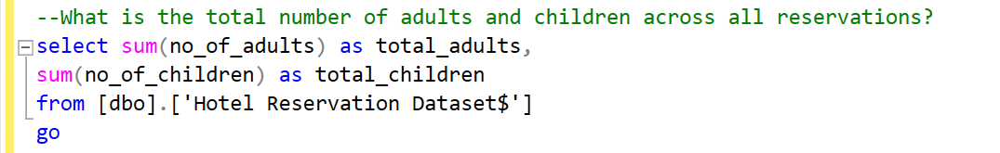 --What is the total number of adults and children across all reservations?
select sum(no_of_adults) as total_adults,
sum(no_of_children) as total_children
from [dbo].['Hotel Reservation Dataset$']
go